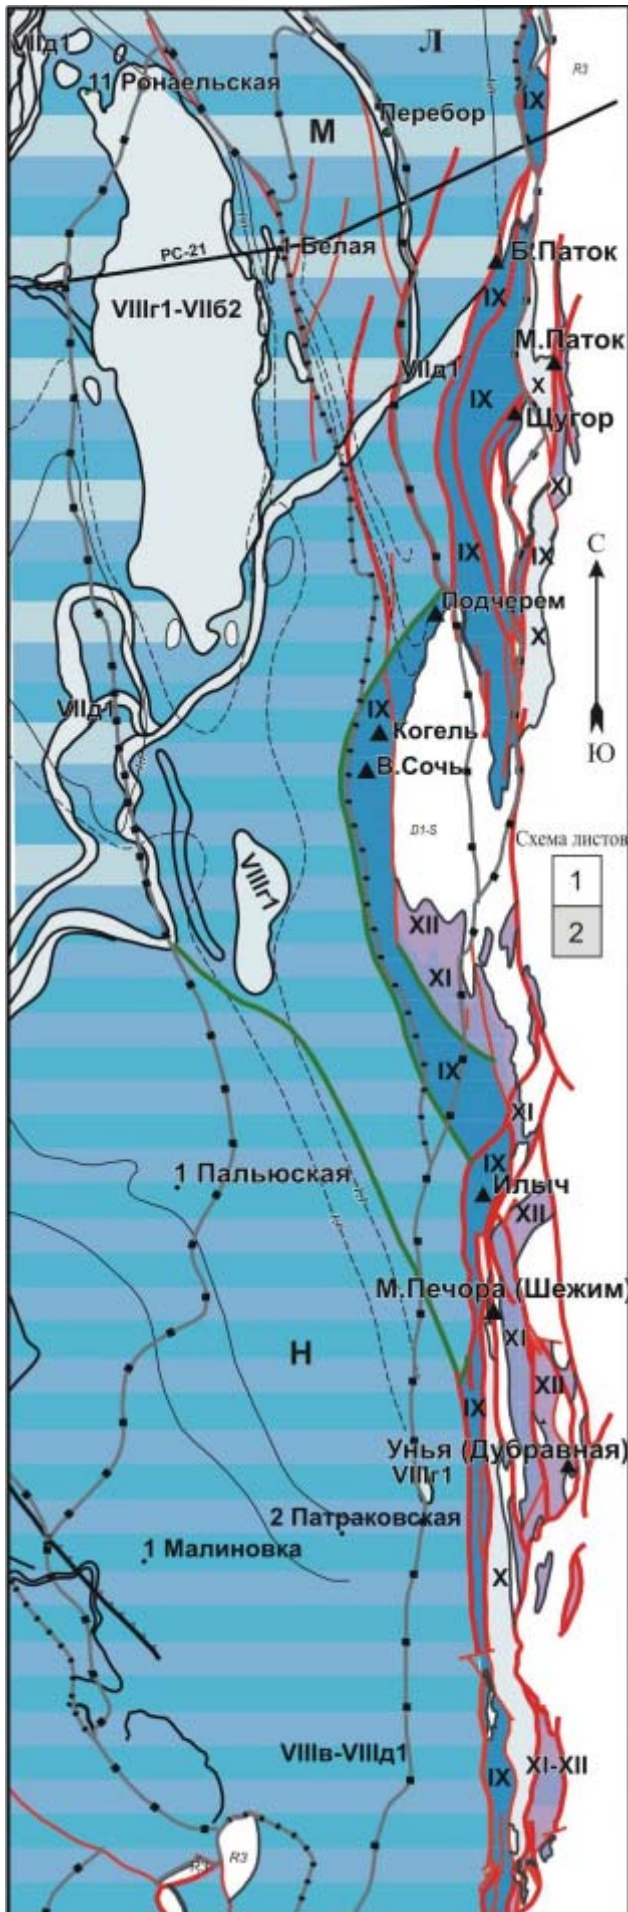 VIIд1
Л
R3
11 Ронаельская
IX
Перебор
М
PC-21
1 Белая
Б.Паток
IX
VIIIг1-VIIб2
М.Паток
VIIд1
X
IX
Щугор
XI
IX
IX
С
Подчерем
X
VIIд1
IX
Когель
Ю
В.Сочь
D1-S
Схема листов
1
VIIIг1
2
XII
XI
IX
XI
IX
1 Пальюская
Илыч
XII
М.Печора (Шежим)
XI
Н
XII
IX
Унья (Дубравная)
VIIIг1
2 Патраковская
1 Малиновка
X
VIIIв-VIIIд1
XI-XII
IX
R3
R3